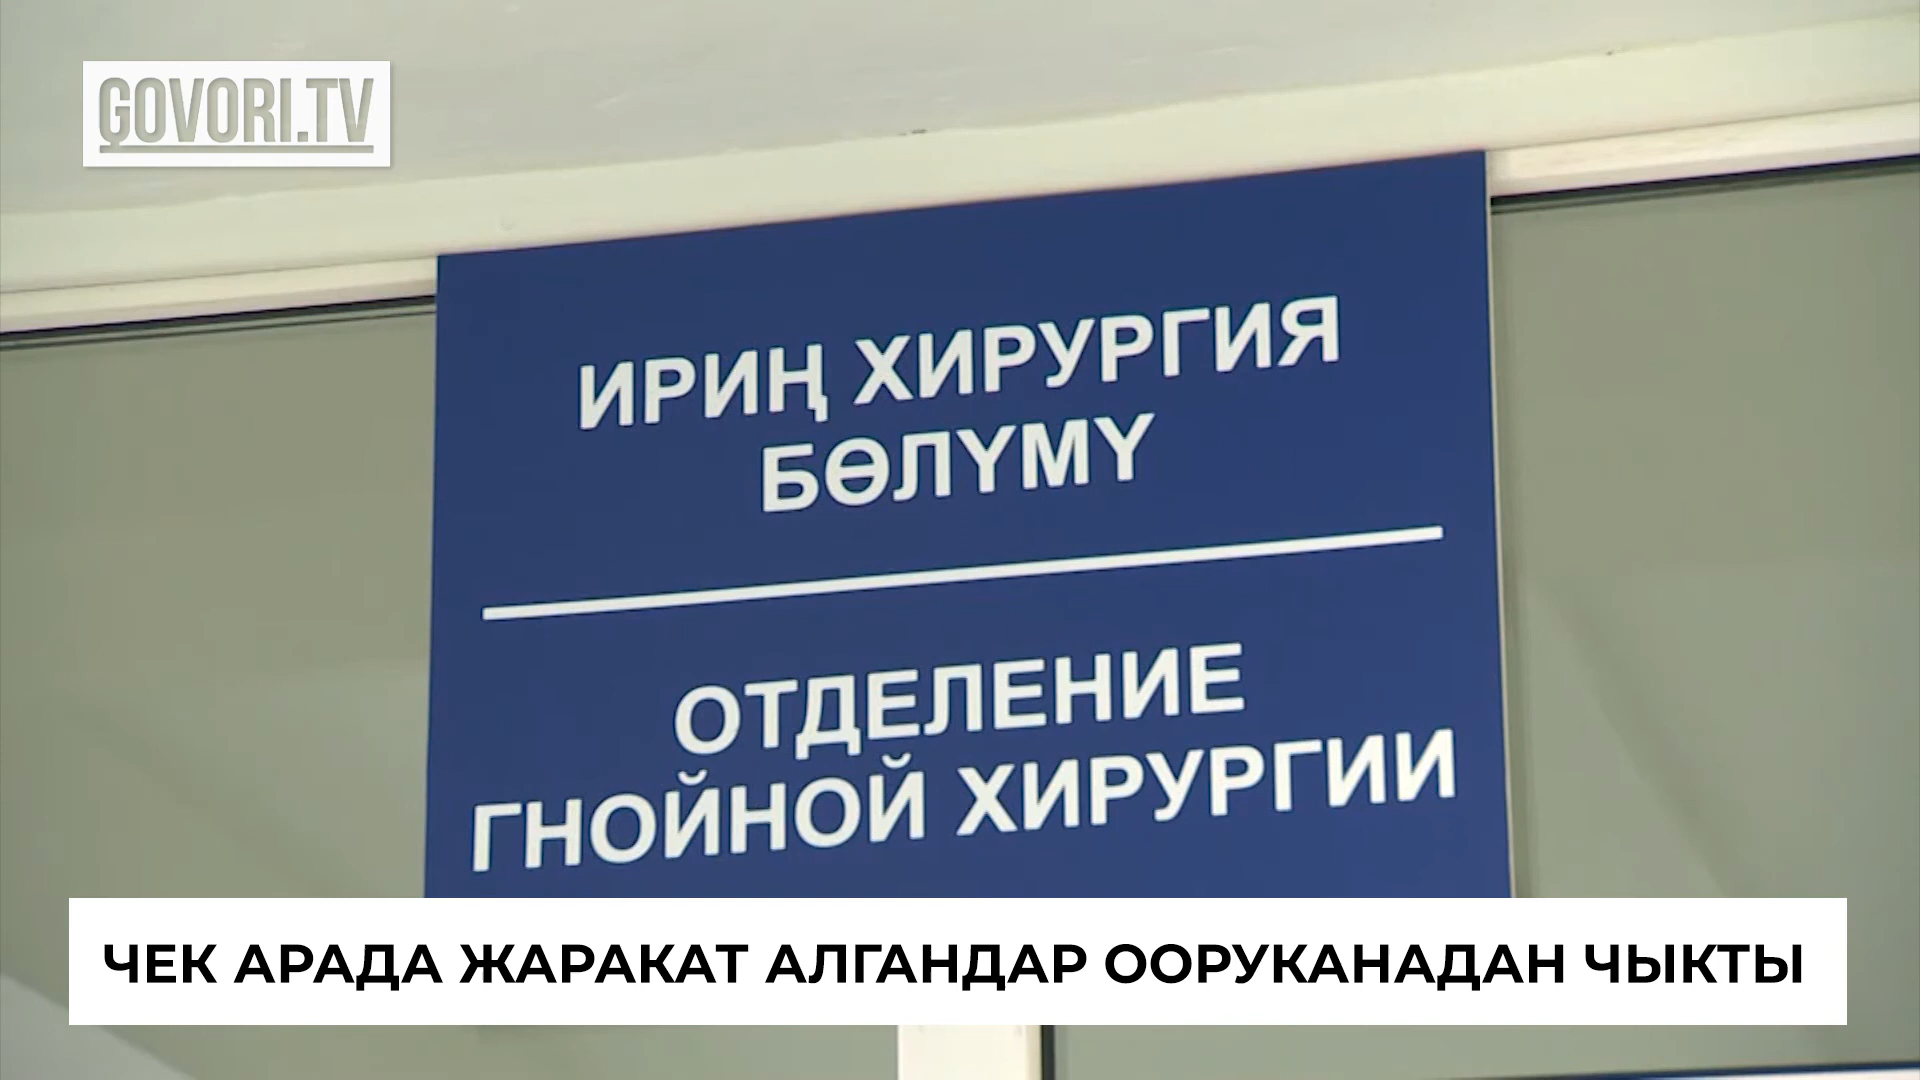 GOVORI.TV
ИРИҢ ХИРУРГИЯ
БӨЛҮМҮ
ОТДЕЛЕНИЕ
ГНОЙНОЙ ХИРУРГИИ
ЧЕК АРАДА ЖАРАКАТ АЛГАНДАР ООРУКАНАДАН ЧЫКТЫ